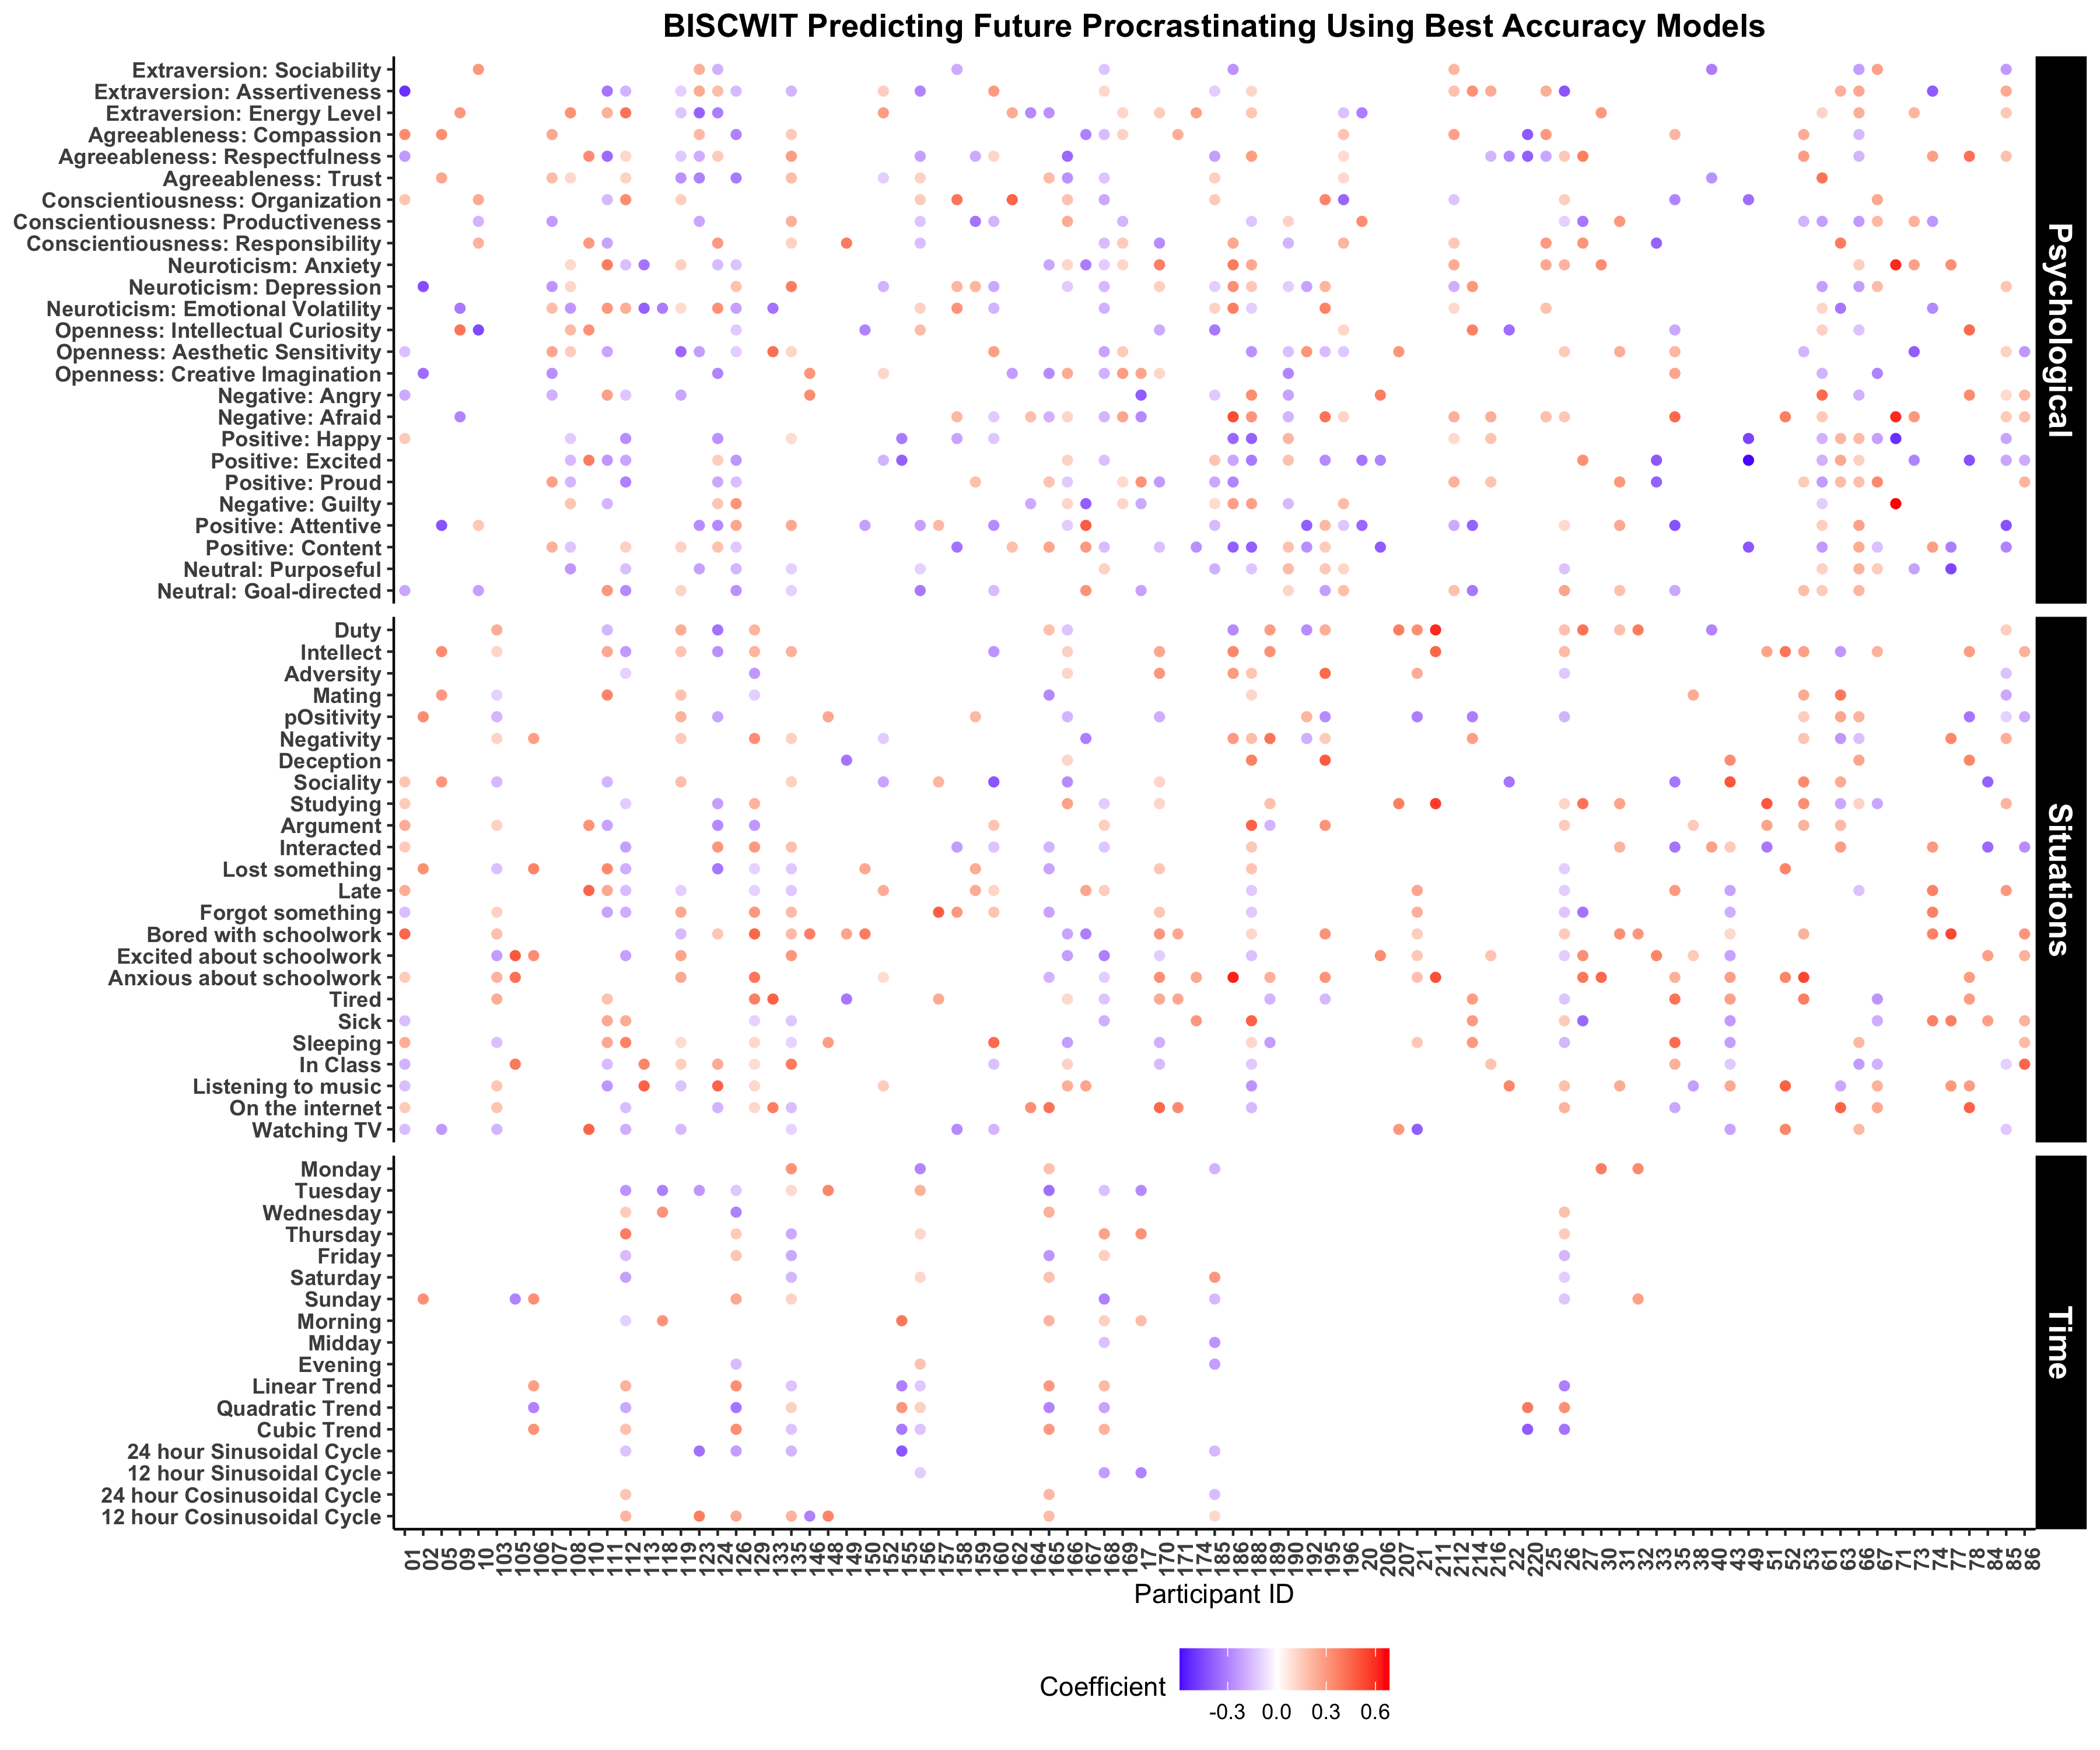 BISCWIT Predicting Future Procrastinating Using Best Accuracy Models
Extraversion: Sociability
Extraversion: Assertiveness
Extraversion: Energy Level
Agreeableness: Compassion
Agreeableness: Respectfulness
Agreeableness: Trust
Conscientiousness: Organization
Conscientiousness: Productiveness
Conscientiousness: Responsibility
Neuroticism: Anxiety
Neuroticism: Depression
Neuroticism: Emotional Volatility
Openness: Intellectual Curiosity
Openness: Aesthetic Sensitivity
Openness: Creative Imagination
Negative: Angry
Negative: Afraid
Positive: Happy
Positive: Excited
Positive: Proud
Negative: Guilty
Positive: Attentive
Positive: Content
Neutral: Purposeful
Neutral: Goal-directed
Psychological
Duty
Intellect
Adversity
Mating
pOsitivity
Negativity
Deception
Sociality
Studying
Argument
Interacted
Lost something
Late
Forgot something
Bored with schoolwork
Excited about schoolwork
Anxious about schoolwork
Tired
Sick
Sleeping
In Class
Listening to music
On the internet
Watching TV
Situations
Monday
Tuesday
Wednesday
Thursday
Friday
Saturday
Sunday
Morning
Midday
Evening
Linear Trend
Quadratic Trend
Cubic Trend
24 hour Sinusoidal Cycle
12 hour Sinusoidal Cycle
24 hour Cosinusoidal Cycle
12 hour Cosinusoidal Cycle
Time
01 02 05 09 10 103 105 106 107 108 110 111 112 113 118 119 123 124 126 129 133 135 146 148 149 150 152 155 156 157 158 159 160 162 164 165 166 167 168 169 17 170 171 174 185 186 188 189 190 192 195 196 20 206 207 21 211 212 214 216 22 220 25 26 27 30 31 32 33 35 38 40 43 49 51 52 53 61 63 66 67 71 73 74 77 78 84 85 86
Participant ID
Coefficient
-0.3 0.0 0.3 0.6